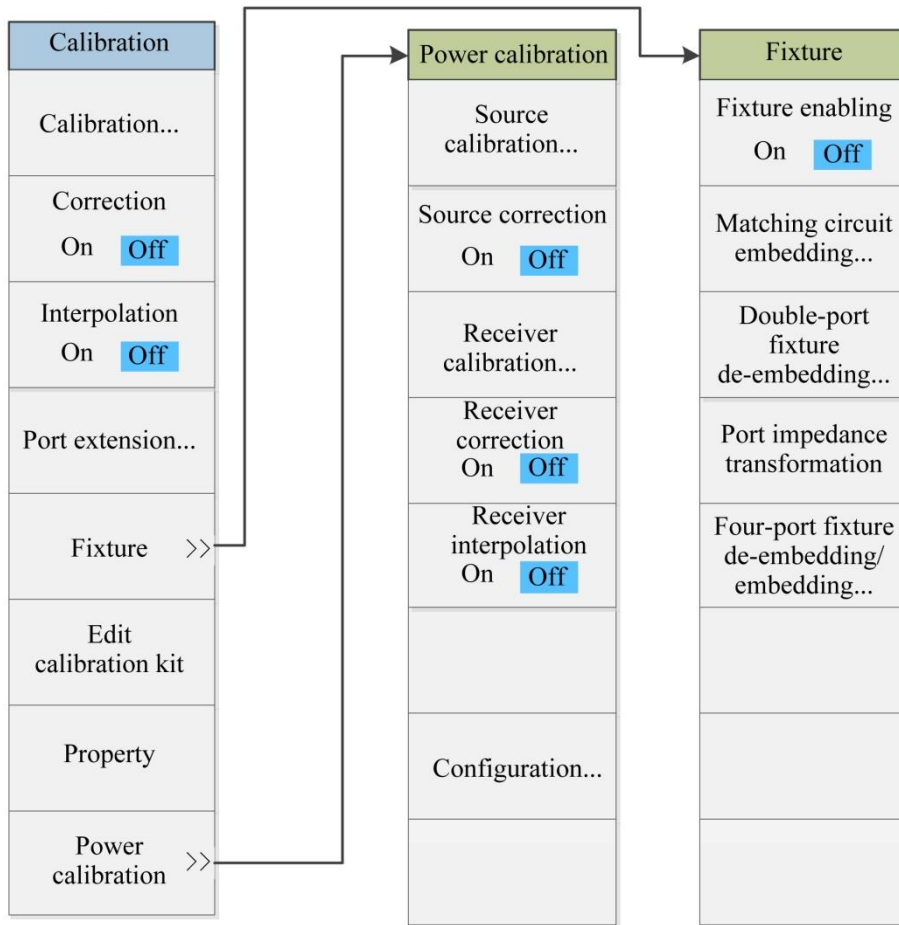 Calibration
Calibration...
Correction
On Off
Interpolation
On Off
Port extension...
Fixture >>
Edit
calibration kit
Property
Power
calibration >>
Power calibration
Source
calibration...
Source correction
On Off
Receiver
calibration...
Receiver
correction
On Off
Receiver
interpolation
On Off
Configuration...
Fixture
Fixture enabling
On Off
Matching circuit
embedding...
Double-port
fixture
de-embedding...
Port impedance
transformation
Four-port fixture
de-embedding/
embedding...